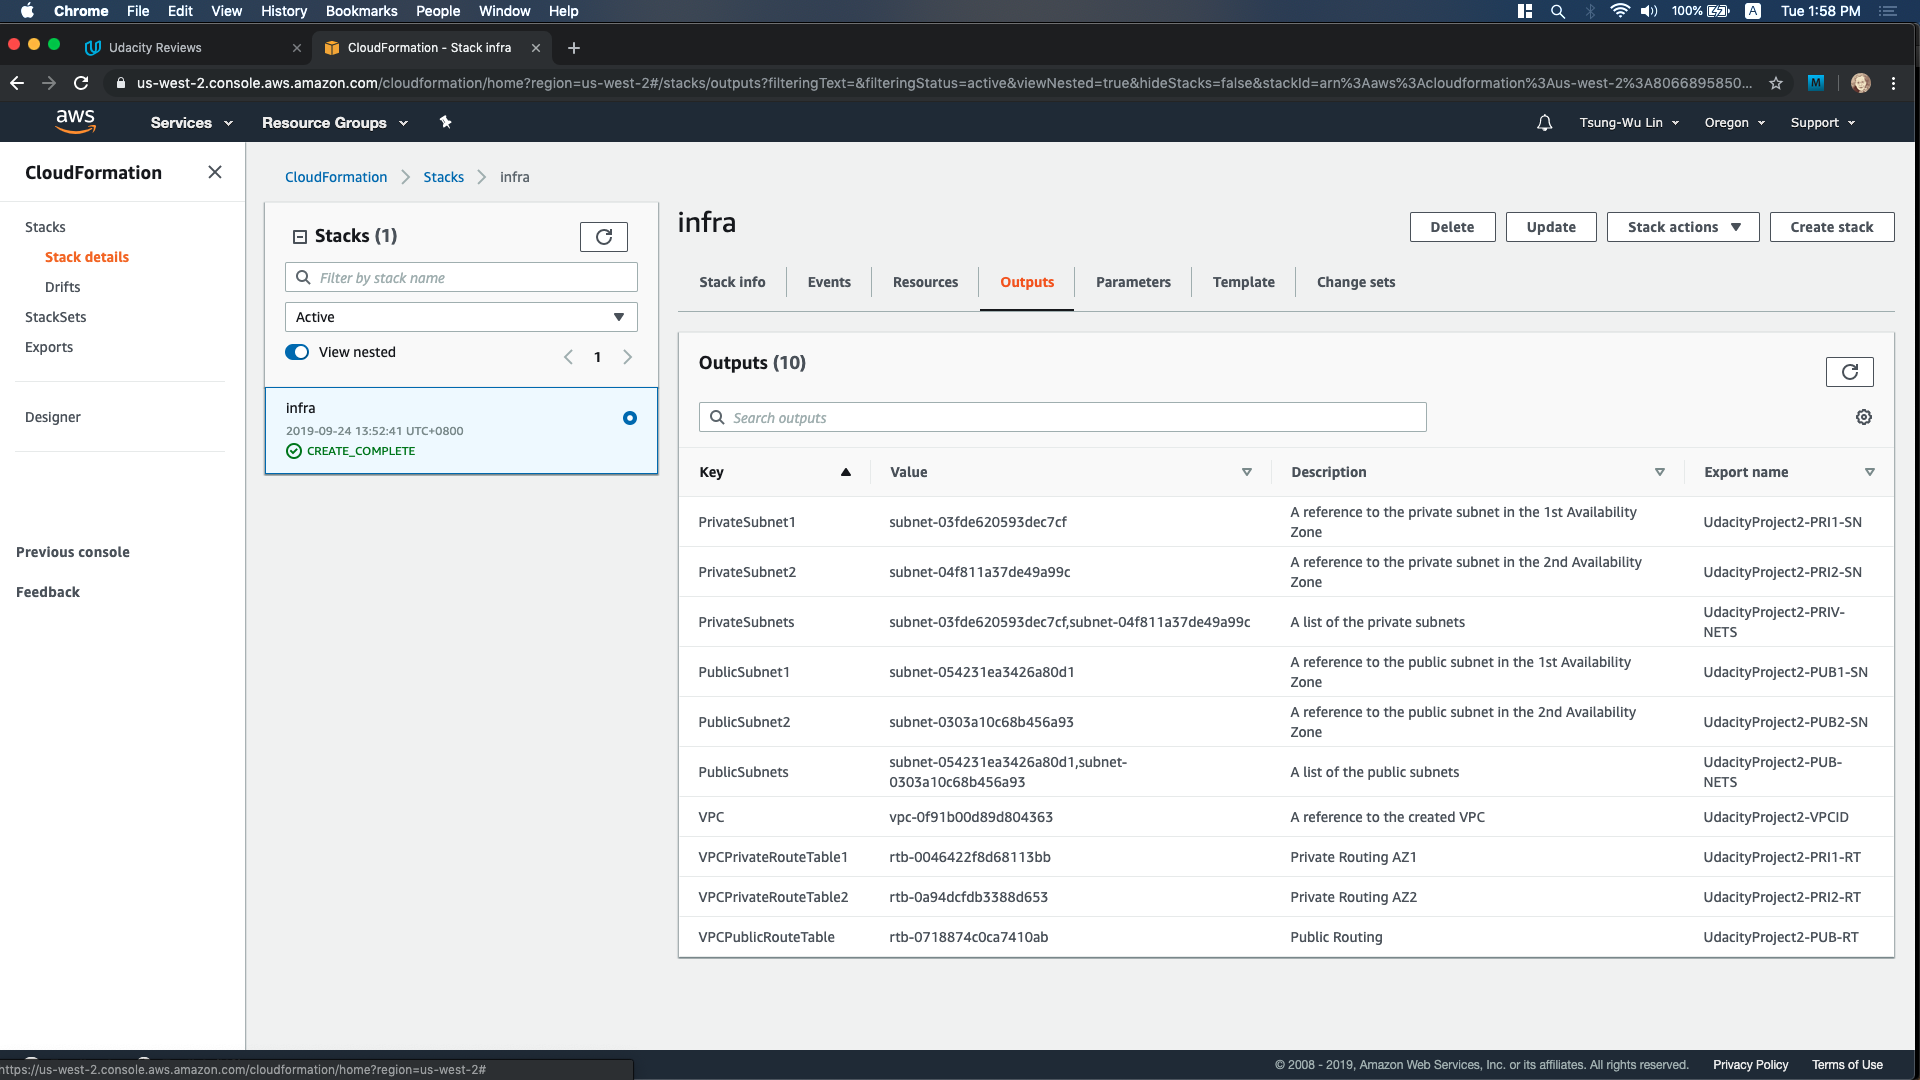 Chrome File Edit View History Bookmarks People Window Help 100% A Tue 1:58 PM
Udacity Reviews CloudFormation - Stack infra
us-west-2.console.aws.amazon.com/cloudformation/home?region=us-west-2#/stacks/outputs?filteringText=&filteringStatus=active&viewNested=true&hideStacks=false&stackId=arn%3Aaws%3Acloudformation%3Aus-west-2%3A8066895850... M
aws Services Resource Groups Tsung-Wu Lin Oregon Support
CloudFormation
Stacks
Stack details
Drifts
StackSets
Exports
Designer
Previous console
Feedback
CloudFormation Stacks infra
Stacks (1)
Filter by stack name
Active
View nested 1
infra
2019-09-24 13:52:41 UTC+0800
CREATE_COMPLETE
infra
Delete Update Stack actions Create stack
Stack info Events Resources Outputs Parameters Template Change sets
Outputs (10)
Search outputs
Key Value Description Export name
PrivateSubnet1 subnet-03fde620593dec7cf A reference to the private subnet in the 1st Availability Zone UdacityProject2-PRI1-SN
PrivateSubnet2 subnet-04f811a37de49a99c A reference to the private subnet in the 2nd Availability Zone UdacityProject2-PRI2-SN
PrivateSubnets subnet-03fde620593dec7cf,subnet-04f811a37de49a99c A list of the private subnets UdacityProject2-PRIV-NETS
PublicSubnet1 subnet-054231ea3426a80d1 A reference to the public subnet in the 1st Availability Zone UdacityProject2-PUB1-SN
PublicSubnet2 subnet-0303a10c68b456a93 A reference to the public subnet in the 2nd Availability Zone UdacityProject2-PUB2-SN
PublicSubnets subnet-054231ea3426a80d1,subnet-0303a10c68b456a93 A list of the public subnets UdacityProject2-PUB-NETS
VPC vpc-0f91b00d89d804363 A reference to the created VPC UdacityProject2-VPCID
VPCPrivateRouteTable1 rtb-0046422f8d68113bb Private Routing AZ1 UdacityProject2-PRI1-RT
VPCPrivateRouteTable2 rtb-0a94dcfdb3388d653 Private Routing AZ2 UdacityProject2-PRI2-RT
VPCPublicRouteTable rtb-0718874c0ca7410ab Public Routing UdacityProject2-PUB-RT
© 2008 - 2019, Amazon Web Services, Inc. or its affiliates. All rights reserved. Privacy Policy Terms of Use
https://us-west-2.console.aws.amazon.com/cloudformation/home?region=us-west-2#